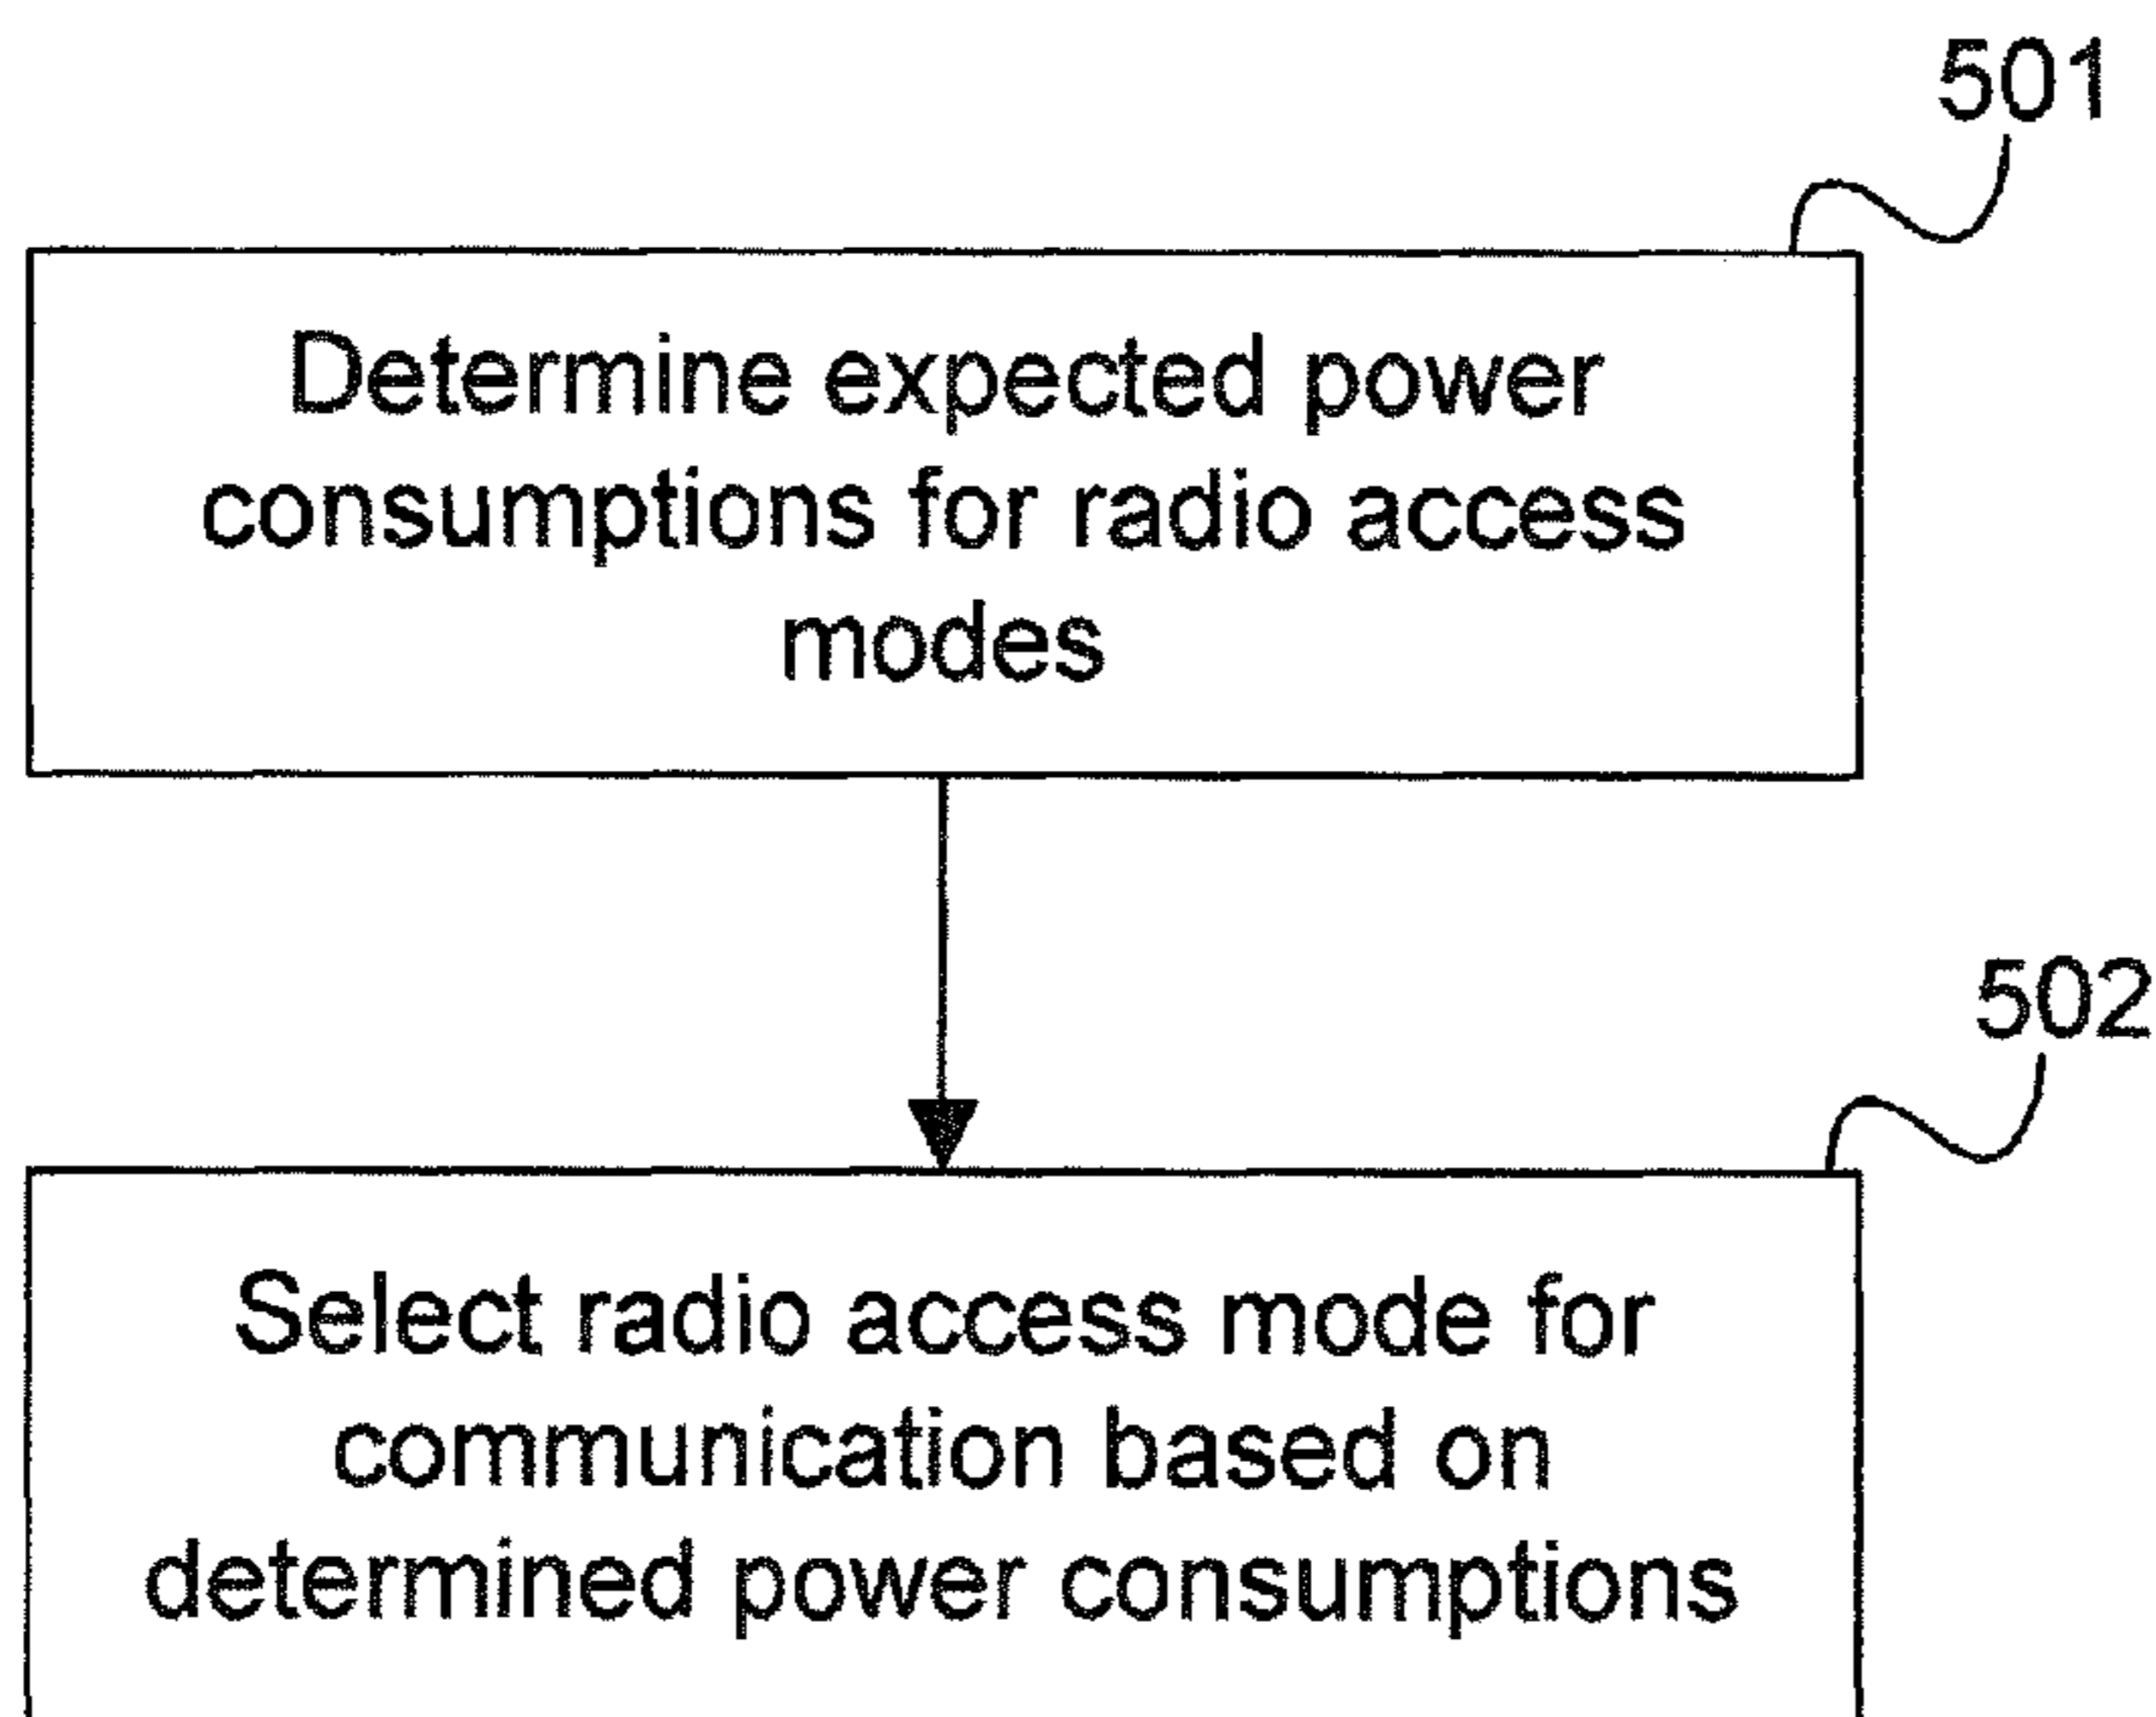 501
Determine expected power
consumptions for radio access
modes
502
Select radio access mode for
communication based on
determined power consumptions